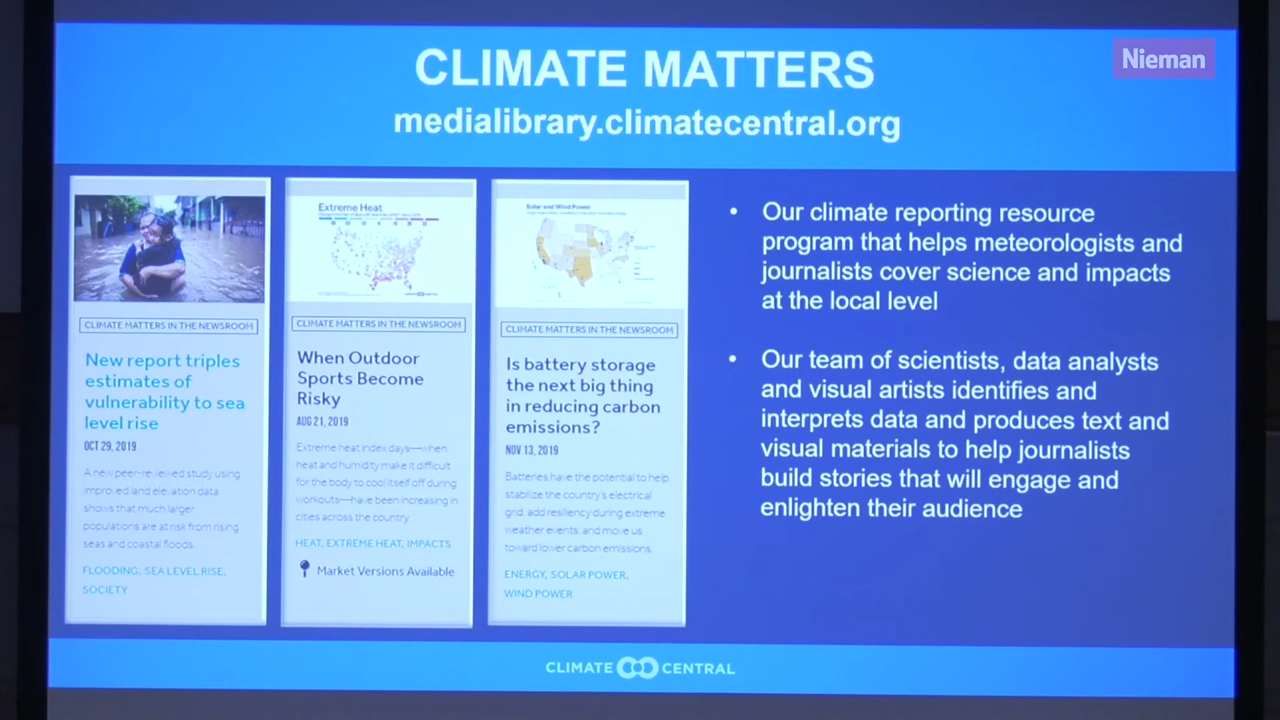 CLIMATE MATTERS
medialibrary.climatecentral.org
Nieman
Extreme Heat
CLIMATE MATTERS IN THE NEWSROOM
New report triples
estimates of
vulnerability to sea
level rise
OCT 29, 2019
A new peer-reviewed study using
improved land elevation data
shows that much larger
populations are at risk from rising
seas and coastal floods.
FLOODING, SEA LEVEL RISE,
SOCIETY
CLIMATE MATTERS IN THE NEWSROOM
When Outdoor
Sports Become
Risky
AUG 21, 2019
Extreme heat index days—when
heat and humidity make it difficult
for the body to cool itself off during
workouts—have been increasing in
cities across the country.
HEAT, EXTREME HEAT, IMPACTS
Market Versions Available
Solar and Wind Power
CLIMATE MATTERS IN THE NEWSROOM
Is battery storage
the next big thing
in reducing carbon
emissions?
NOV 13, 2019
Batteries have the potential to help
stabilize the country's electrical
grid, add resiliency during extreme
weather events, and move us
toward lower carbon emissions.
ENERGY, SOLAR POWER,
WIND POWER
• Our climate reporting resource
program that helps meteorologists and
journalists cover science and impacts
at the local level
• Our team of scientists, data analysts
and visual artists identifies and
interprets data and produces text and
visual materials to help journalists
build stories that will engage and
enlighten their audience
CLIMATE CENTRAL